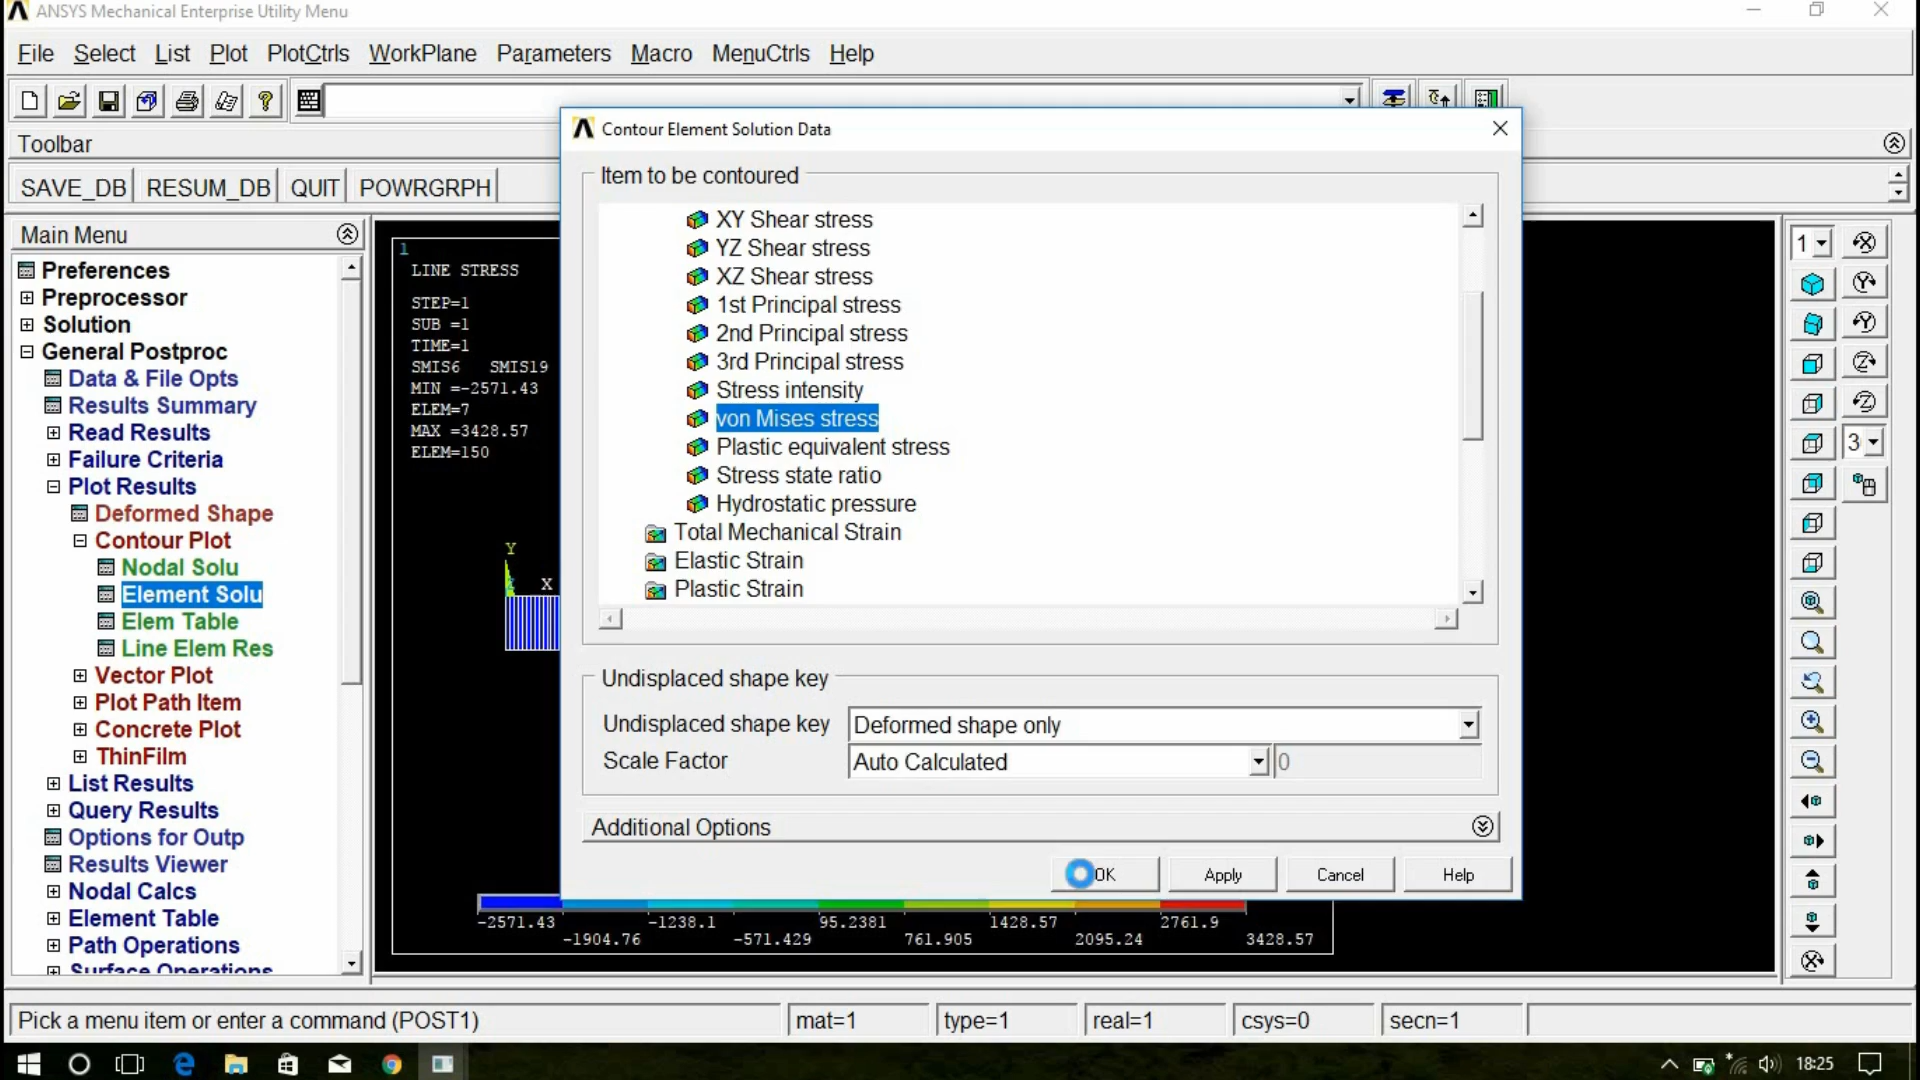 ANSYS Mechanical Enterprise Utility Menu
File Select List Plot PlotCtrls WorkPlane Parameters Macro MenuCtrls Help
Toolbar
SAVE_DB RESUM_DB QUIT POWRGRPH
Main Menu
Preferences
Preprocessor
Solution
General Postproc
Data & File Opts
Results Summary
Read Results
Failure Criteria
Plot Results
Deformed Shape
Contour Plot
Nodal Solu
Element Solu
Elem Table
Line Elem Res
Vector Plot
Plot Path Item
Concrete Plot
ThinFilm
List Results
Query Results
Options for Outp
Results Viewer
Nodal Calcs
Element Table
Path Operations
Surface Operations
1
LINE STRESS
STEP=1
SUB =1
TIME=1
SMIS6 SMIS19
MIN =-2571.43
ELEM=7
MAX =3428.57
ELEM=150
Y
X
Contour Element Solution Data
Item to be contoured
XY Shear stress
YZ Shear stress
XZ Shear stress
1st Principal stress
2nd Principal stress
3rd Principal stress
Stress intensity
von Mises stress
Plastic equivalent stress
Stress state ratio
Hydrostatic pressure
Total Mechanical Strain
Elastic Strain
Plastic Strain
Undisplaced shape key
Undisplaced shape key Deformed shape only
Scale Factor Auto Calculated 0
Additional Options
OK Apply Cancel Help
-2571.43 -1238.1 95.2381 1428.57 2761.9
-1904.76 -571.429 761.905 2095.24 3428.57
1
3
Pick a menu item or enter a command (POST1) mat=1 type=1 real=1 csys=0 secn=1
18:25